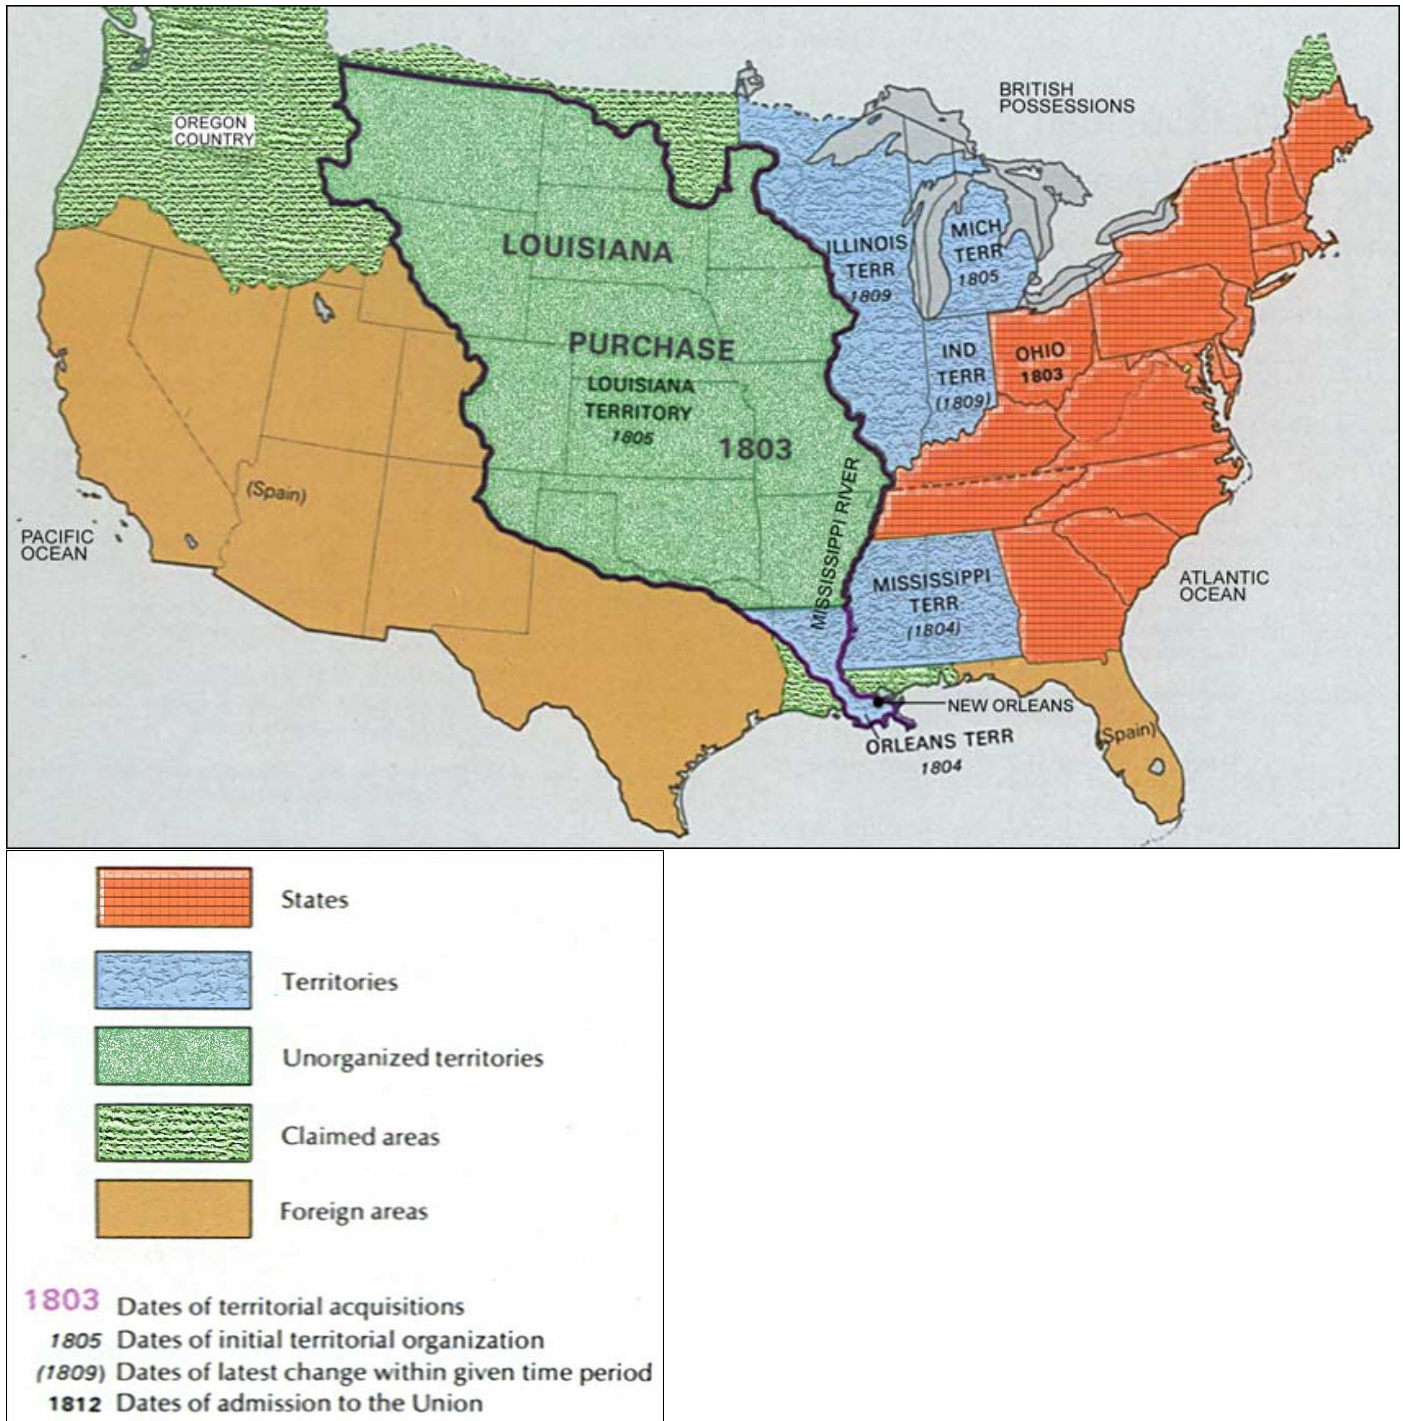 BRITISH
POSSESSIONS
OREGON
COUNTRY
LOUISIANA
PURCHASE
LOUISIANA
TERRITORY
1805
1803
ILLINOIS
TERR
1809
MICH
TERR
1805
IND
TERR
(1809)
OHIO
1803
(Spain)
PACIFIC
OCEAN
MISSISSIPPI RIVER
MISSISSIPPI
TERR
(1804)
ATLANTIC
OCEAN
NEW ORLEANS
ORLEANS TERR
1804
(Spain)
States
Territories
Unorganized territories
Claimed areas
Foreign areas
1803 Dates of territorial acquisitions
1805 Dates of initial territorial organization
(1809) Dates of latest change within given time period
1812 Dates of admission to the Union